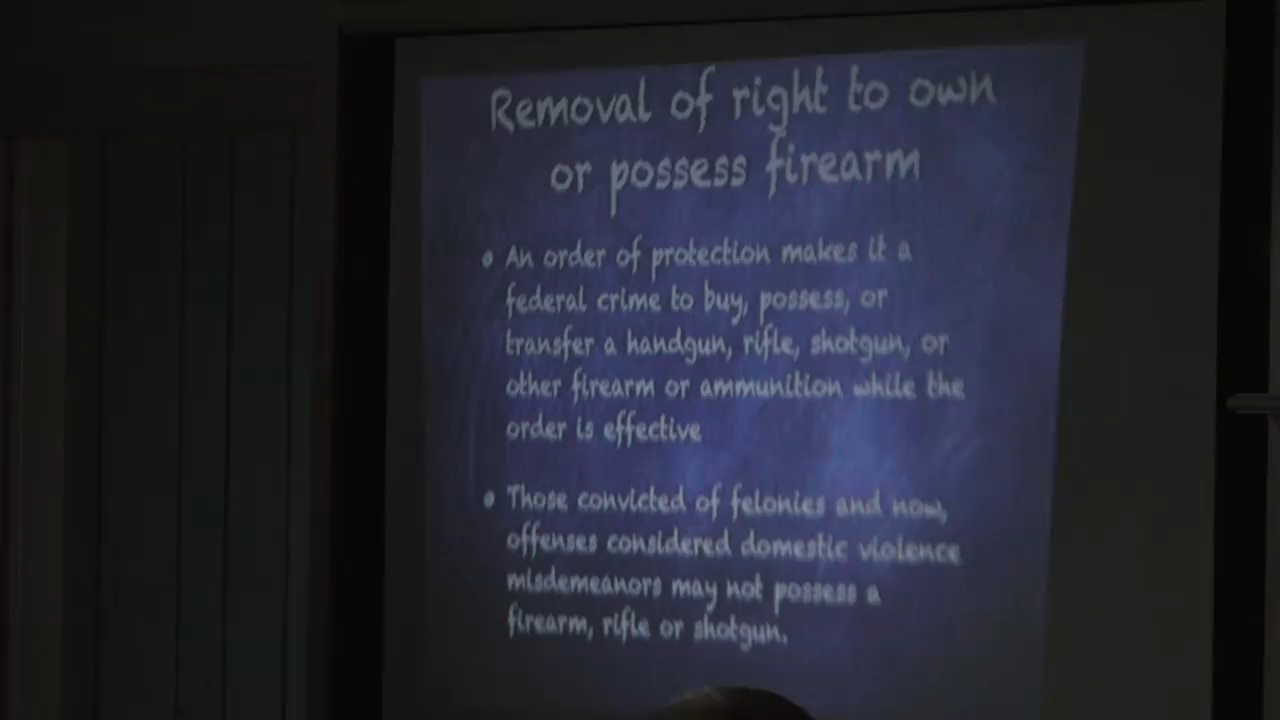 Removal of right to own
or possess firearm
• An order of protection makes it a
federal crime to buy, possess, or
transfer a handgun, rifle, shotgun, or
other firearm or ammunition while the
order is effective
• Those convicted of felonies and now,
offenses considered domestic violence
misdemeanors may not possess a
firearm, rifle or shotgun.